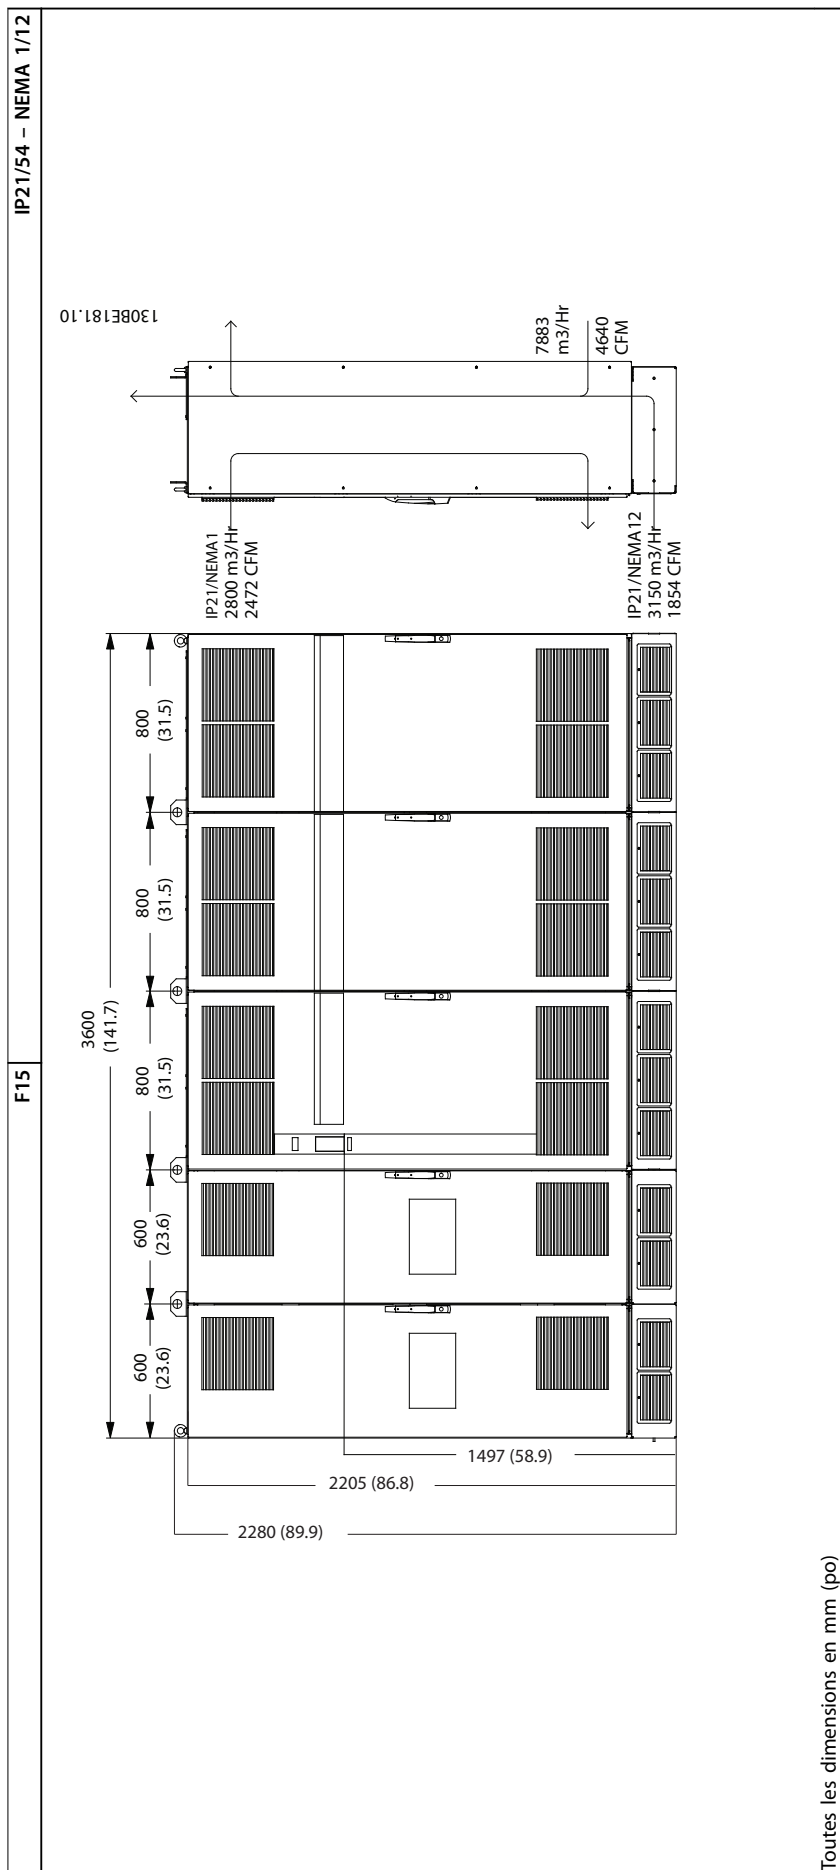 F15
IP21/54 – NEMA 1/12
130BE181.10
3600
(141.7)
600
(23.6)
600
(23.6)
800
(31.5)
800
(31.5)
800
(31.5)
IP21/NEMA1
2800 m3/Hr
2472 CFM
7883
m3/Hr
4640
CFM
IP21/NEMA12
3150 m3/Hr
1854 CFM
1497 (58.9)
2205 (86.8)
2280 (89.9)
Toutes les dimensions en mm (po)